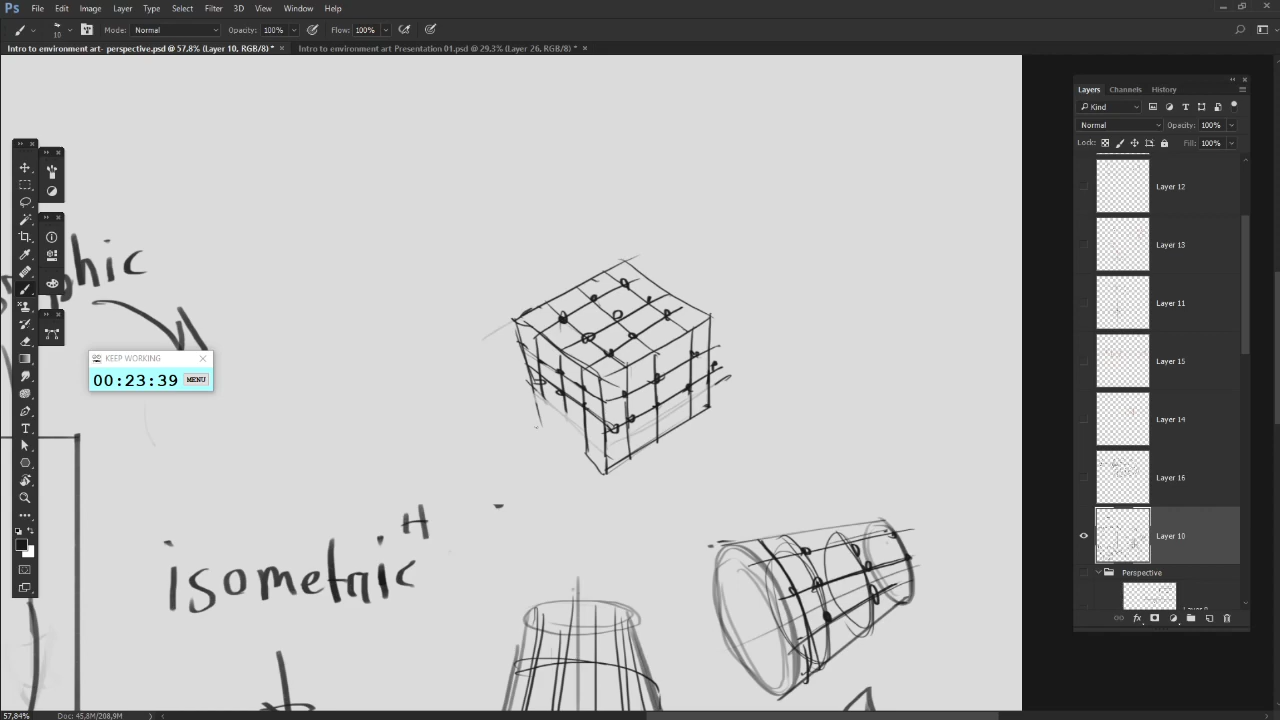 Ps File Edit Image Layer Type Select Filter 3D View Window Help
10 Mode: Normal Opacity: 100% Flow: 100%
Intro to environment art- perspective.psd @ 57,8% (Layer 10, RGB/8) * × Intro to environment art Presentation 01.psd @ 29,3% (Layer 26, RGB/8) * ×
Layers Channels History
Kind
Normal Opacity: 100%
Lock: Fill: 100%
Layer 12
Layer 13
Layer 11
Layer 15
Layer 14
Layer 16
Layer 10
Perspective
KEEP WORKING
00:23:39 MENU
isometric
57,84% Doc: 45,8M/208,9M